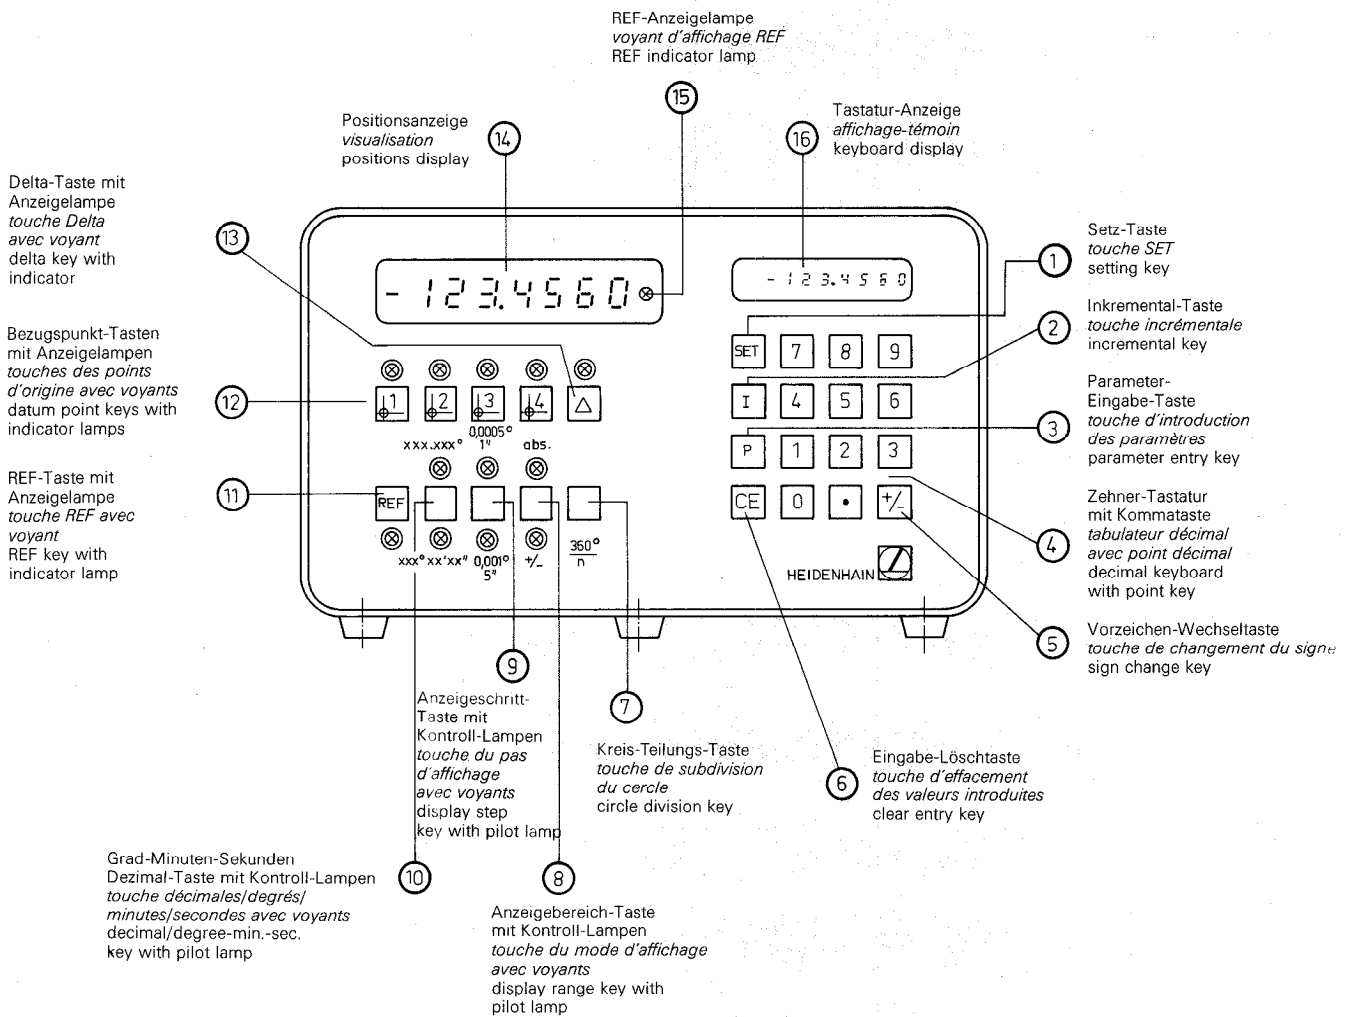 REF-Anzeigelampe
voyant d'affichage REF
REF indicator lamp
15
Positionsanzeige
visualisation
positions display
14
Tastatur-Anzeige
affichage-témoin
keyboard display
16
Delta-Taste mit
Anzeigelampe
touche Delta
avec voyant
delta key with
indicator
13
Bezugspunkt-Tasten
mit Anzeigelampen
touches des points
d'origine avec voyants
datum point keys with
indicator lamps
12
REF-Taste mit
Anzeigelampe
touche REF avec
voyant
REF key with
indicator lamp
11
- 123.4560
- 123.4560
1 2 3 4 △
xxx.xxx° 0,0005° abs.
1"
REF
xxx° xx'xx" 0,001° +/- 360°
5" n
SET 7 8 9
I 4 5 6
P 1 2 3
CE 0 • +/-
HEIDENHAIN
1
Setz-Taste
touche SET
setting key
2
Inkremental-Taste
touche incrémentale
incremental key
3
Parameter-
Eingabe-Taste
touche d'introduction
des paramètres
parameter entry key
4
Zehner-Tastatur
mit Kommataste
tabulateur décimal
avec point décimal
decimal keyboard
with point key
5
Vorzeichen-Wechseltaste
touche de changement du signe
sign change key
6
Eingabe-Löschtaste
touche d'effacement
des valeurs introduites
clear entry key
7
Kreis-Teilungs-Taste
touche de subdivision
du cercle
circle division key
9
Anzeigeschritt-
Taste mit
Kontroll-Lampen
touche du pas
d'affichage
avec voyants
display step
key with pilot lamp
10
Grad-Minuten-Sekunden
Dezimal-Taste mit Kontroll-Lampen
touche décimales/degrés/
minutes/secondes avec voyants
decimal/degree-min.-sec.
key with pilot lamp
8
Anzeigebereich-Taste
mit Kontroll-Lampen
touche du mode d'affichage
avec voyants
display range key with
pilot lamp